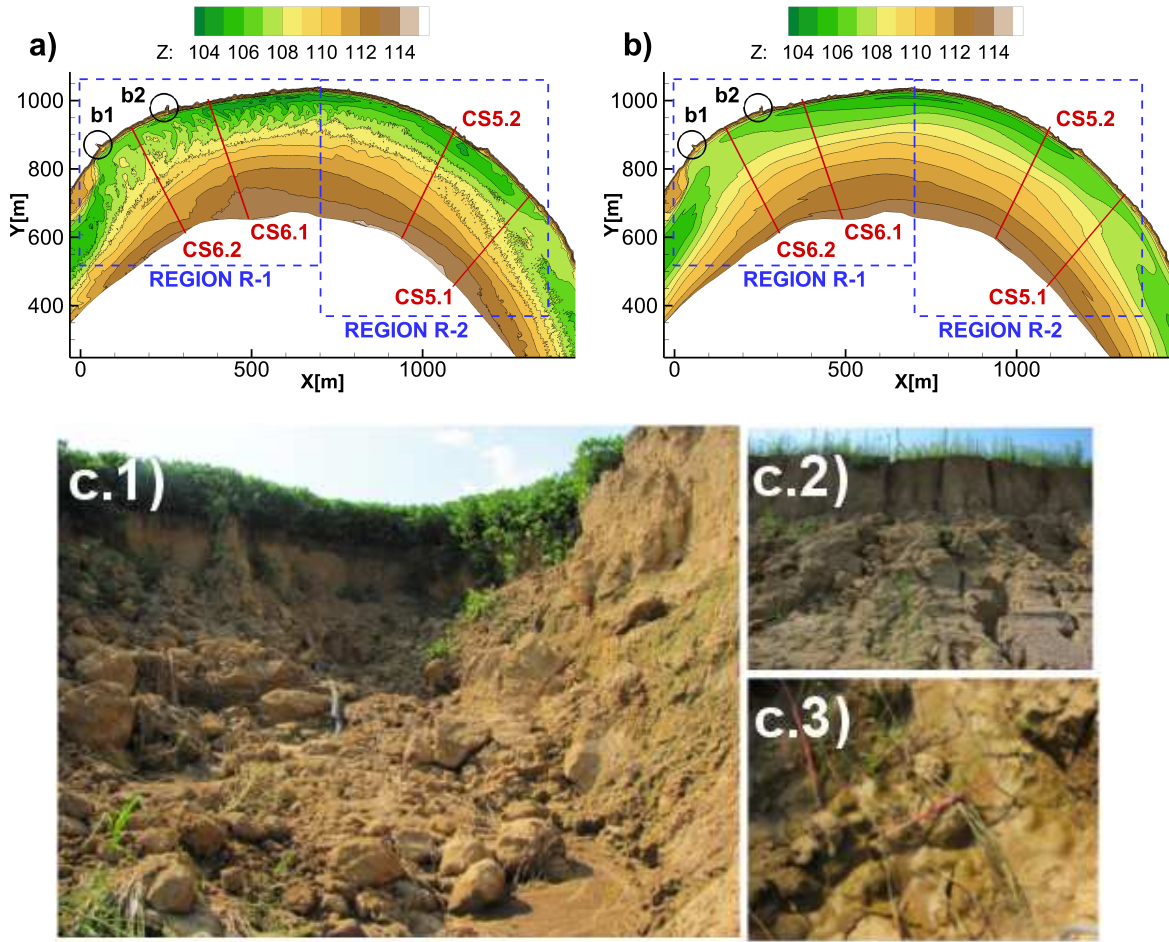 a)
Z: 104 106 108 110 112 114
b1
b2
CS5.2
CS6.1
CS6.2
CS5.1
REGION R-1
REGION R-2
1000
800
600
400
Y[m]
0 500 1000
X[m]
b)
Z: 104 106 108 110 112 114
b1
b2
CS5.2
CS6.1
CS6.2
CS5.1
REGION R-1
REGION R-2
1000
800
600
400
Y[m]
0 500 1000
X[m]
c.1)
c.2)
c.3)